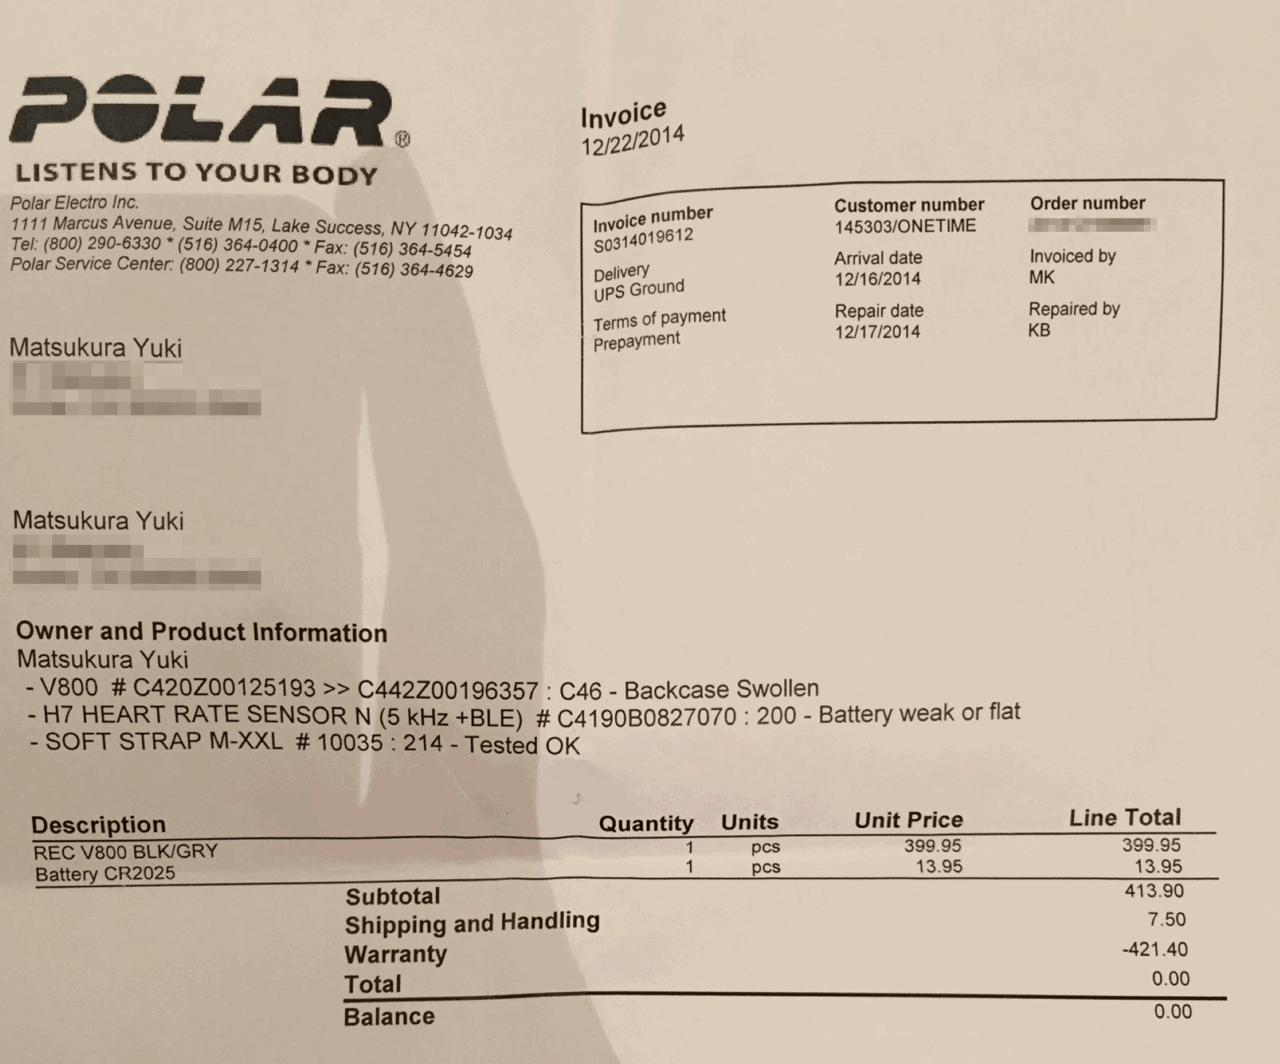 POLAR®
LISTENS TO YOUR BODY
Polar Electro Inc.
1111 Marcus Avenue, Suite M15, Lake Success, NY 11042-1034
Tel: (800) 290-6330 * (516) 364-0400 * Fax: (516) 364-5454
Polar Service Center: (800) 227-1314 * Fax: (516) 364-4629
Invoice
12/22/2014
Invoice number
S0314019612
Delivery
UPS Ground
Terms of payment
Prepayment
Customer number
145303/ONETIME
Arrival date
12/16/2014
Repair date
12/17/2014
Order number
Invoiced by
MK
Repaired by
KB
Matsukura Yuki
Matsukura Yuki
Owner and Product Information
Matsukura Yuki
- V800 # C420Z00125193 >> C442Z00196357 : C46 - Backcase Swollen
- H7 HEART RATE SENSOR N (5 kHz +BLE) # C4190B0827070 : 200 - Battery weak or flat
- SOFT STRAP M-XXL # 10035 : 214 - Tested OK
Description Quantity Units Unit Price Line Total
REC V800 BLK/GRY 1 pcs 399.95 399.95
Battery CR2025 1 pcs 13.95 13.95
Subtotal 413.90
Shipping and Handling 7.50
Warranty -421.40
Total 0.00
Balance 0.00